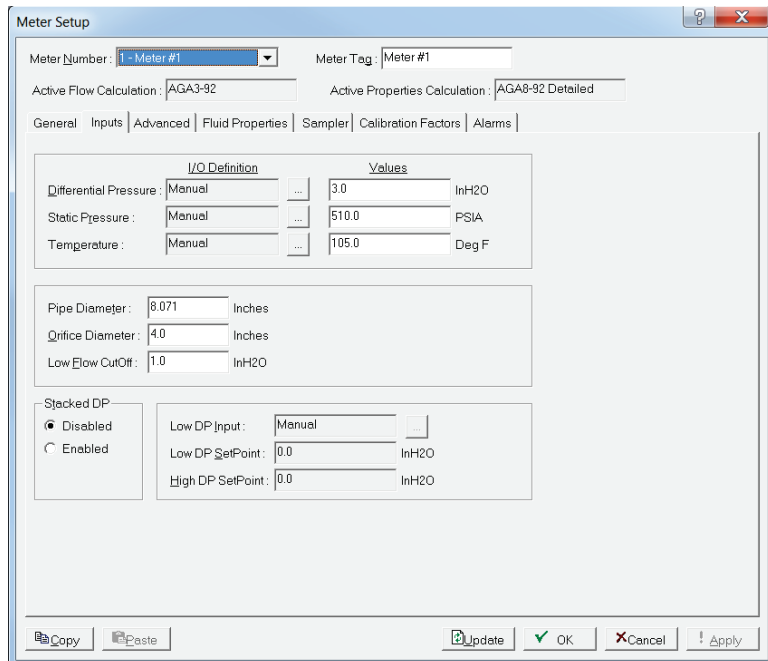 Meter Setup
Meter Number : 1 - Meter #1 Meter Tag : Meter #1
Active Flow Calculation : AGA3-92 Active Properties Calculation : AGA8-92 Detailed
General Inputs Advanced Fluid Properties Sampler Calibration Factors Alarms
I/O Definition Values
Differential Pressure : Manual ... 3.0 InH2O
Static Pressure : Manual ... 510.0 PSIA
Temperature : Manual ... 105.0 Deg F
Pipe Diameter : 8.071 Inches
Orifice Diameter : 4.0 Inches
Low Flow CutOff : 1.0 InH2O
Stacked DP
Disabled
Enabled
Low DP Input : Manual ...
Low DP SetPoint : 0.0 InH2O
High DP SetPoint : 0.0 InH2O
Copy Paste Update OK Cancel ! Apply